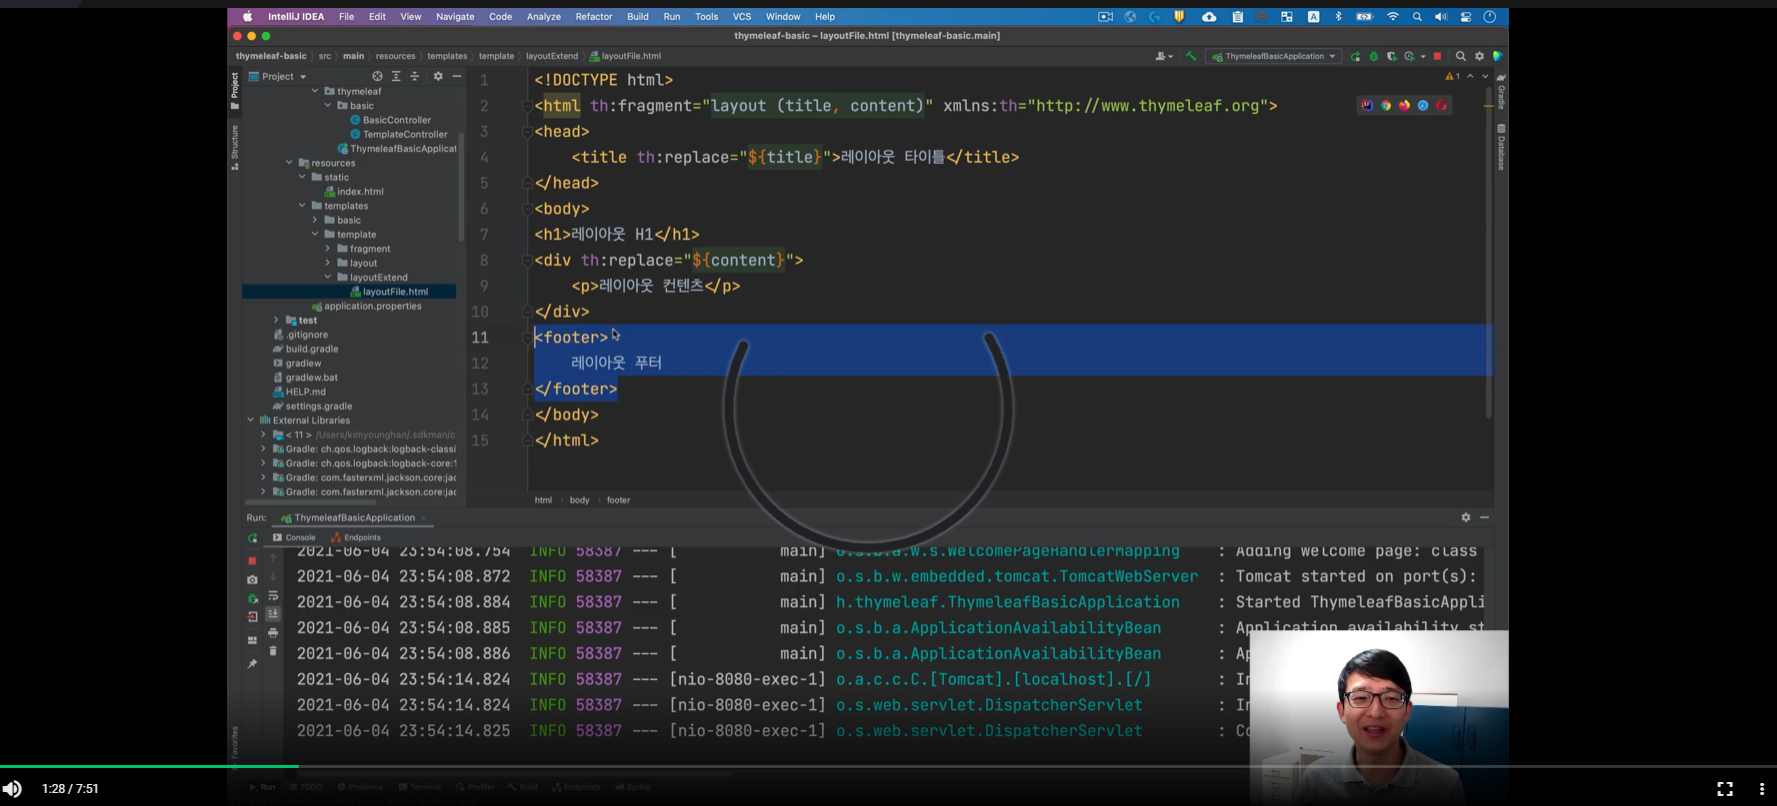 IntelliJ IDEA File Edit View Navigate Code Analyze Refactor Build Run Tools VCS Window Help
thymeleaf-basic – layoutFile.html [thymeleaf-basic.main]
thymeleaf-basic › src › main › resources › templates › template › layoutExtend › layoutFile.html
ThymeleafBasicApplication
Project
thymeleaf
basic
BasicController
TemplateController
ThymeleafBasicApplicat
resources
static
index.html
templates
basic
template
fragment
layout
layoutExtend
layoutFile.html
application.properties
test
.gitignore
build.gradle
gradlew
gradlew.bat
HELP.md
settings.gradle
External Libraries
< 11 > /Users/kimyounghan/.sdkman/c
Gradle: ch.qos.logback:logback-classi
Gradle: ch.qos.logback:logback-core:1
Gradle: com.fasterxml.jackson.core:jac
Gradle: com.fasterxml.jackson.core:jac
Project
Structure
Favorites
1 <!DOCTYPE html>
2 <html th:fragment="layout (title, content)" xmlns:th="http://www.thymeleaf.org">
3 <head>
4 <title th:replace="${title}">레이아웃 타이틀</title>
5 </head>
6 <body>
7 <h1>레이아웃 H1</h1>
8 <div th:replace="${content}">
9 <p>레이아웃 컨텐츠</p>
10 </div>
11 <footer>
12 레이아웃 푸터
13 </footer>
14 </body>
15 </html>
1
Gradle
Database
html › body › footer
Run: ThymeleafBasicApplication
Console Endpoints
2021-06-04 23:54:08.754 INFO 58387 --- [ main] o.s.b.a.w.s.WelcomePageHandlerMapping : Adding welcome page: class
2021-06-04 23:54:08.872 INFO 58387 --- [ main] o.s.b.w.embedded.tomcat.TomcatWebServer : Tomcat started on port(s):
2021-06-04 23:54:08.884 INFO 58387 --- [ main] h.thymeleaf.ThymeleafBasicApplication : Started ThymeleafBasicAppli
2021-06-04 23:54:08.885 INFO 58387 --- [ main] o.s.b.a.ApplicationAvailabilityBean : Application availability st
2021-06-04 23:54:08.886 INFO 58387 --- [ main] o.s.b.a.ApplicationAvailabilityBean : Ap
2021-06-04 23:54:14.824 INFO 58387 --- [nio-8080-exec-1] o.a.c.c.C.[Tomcat].[localhost].[/] : In
2021-06-04 23:54:14.824 INFO 58387 --- [nio-8080-exec-1] o.s.web.servlet.DispatcherServlet : In
2021-06-04 23:54:14.825 INFO 58387 --- [nio-8080-exec-1] o.s.web.servlet.DispatcherServlet : Co
Run TODO Problems Terminal Profiler Build Endpoints Spring
1:28 / 7:51